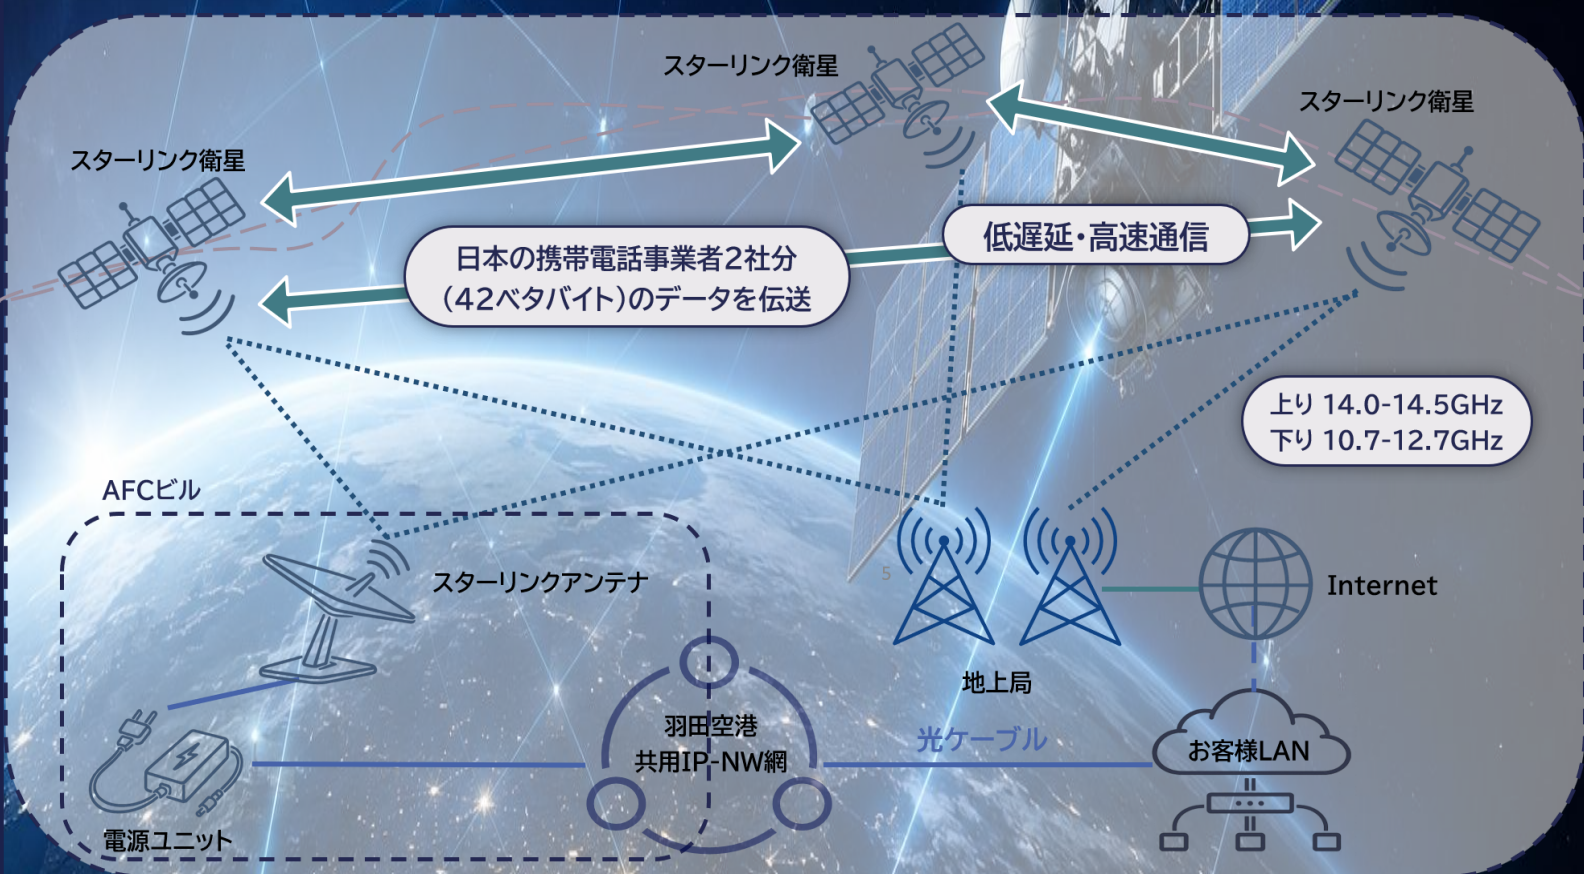 スターリンク衛星
スターリンク衛星
スターリンク衛星
日本の携帯電話事業者2社分
(42ペタバイト)のデータを伝送
低遅延・高速通信
上り 14.0-14.5GHz
下り 10.7-12.7GHz
AFCビル
スターリンクアンテナ
5
Internet
地上局
羽田空港
共用IP-NW網
光ケーブル
お客様LAN
電源ユニット